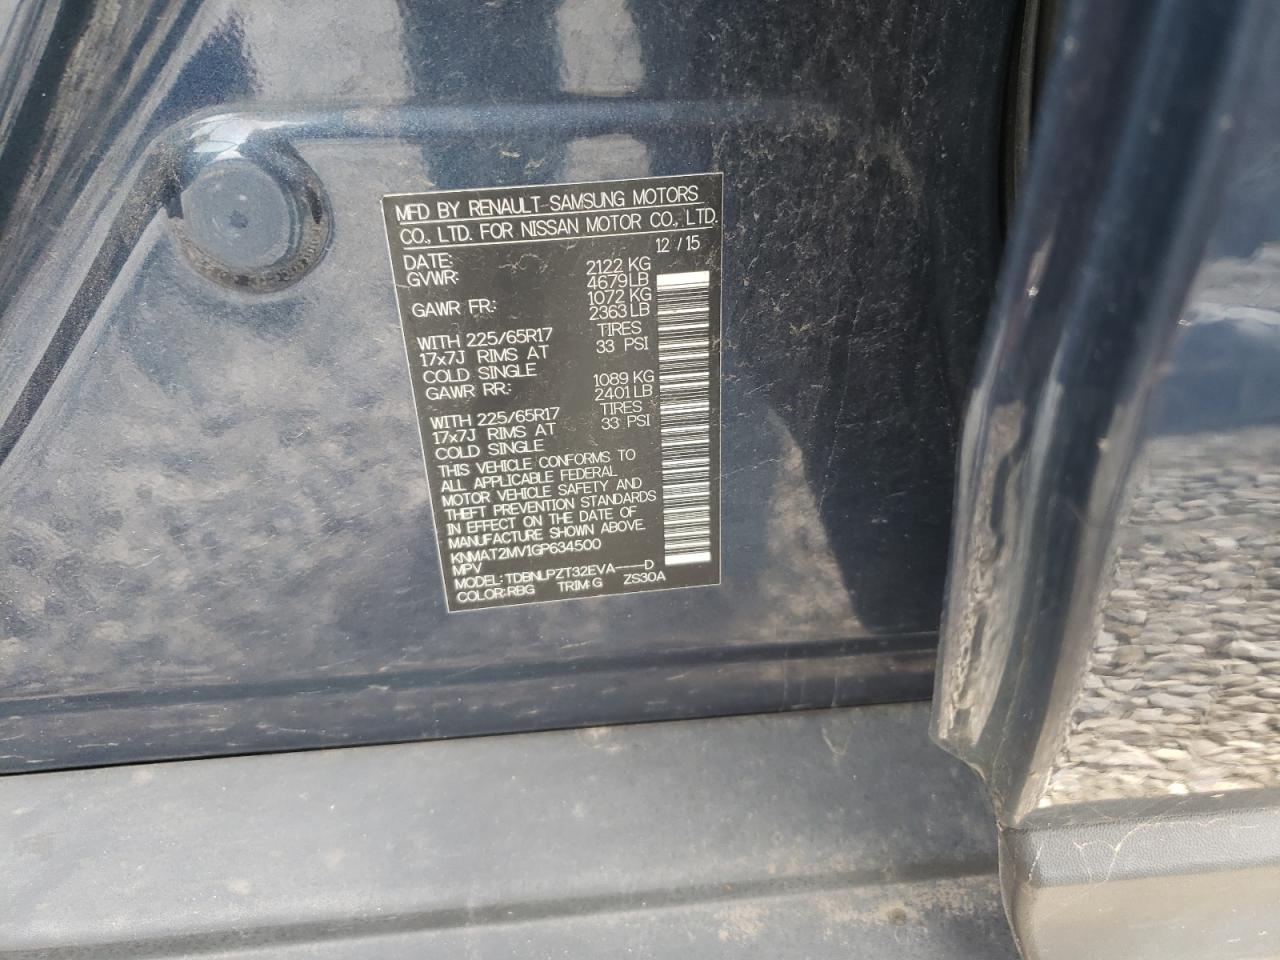 MFD BY RENAULT SAMSUNG MOTORS
CO., LTD. FOR NISSAN MOTOR CO., LTD.
DATE: 12 / 15
GVWR: 2122 KG
4679 LB
GAWR FR: 1072 KG
2363 LB
WITH 225/65R17 TIRES
17x7J RIMS AT 33 PSI
COLD SINGLE
GAWR RR: 1089 KG
2401 LB
WITH 225/65R17 TIRES
17x7J RIMS AT 33 PSI
COLD SINGLE
THIS VEHICLE CONFORMS TO
ALL APPLICABLE FEDERAL
MOTOR VEHICLE SAFETY AND
THEFT PREVENTION STANDARDS
IN EFFECT ON THE DATE OF
MANUFACTURE SHOWN ABOVE.
KNMAT2MV1GP634500
MPV
MODEL: TDBNLPZT32EVA----D
COLOR: RBG TRIM: G ZS30A